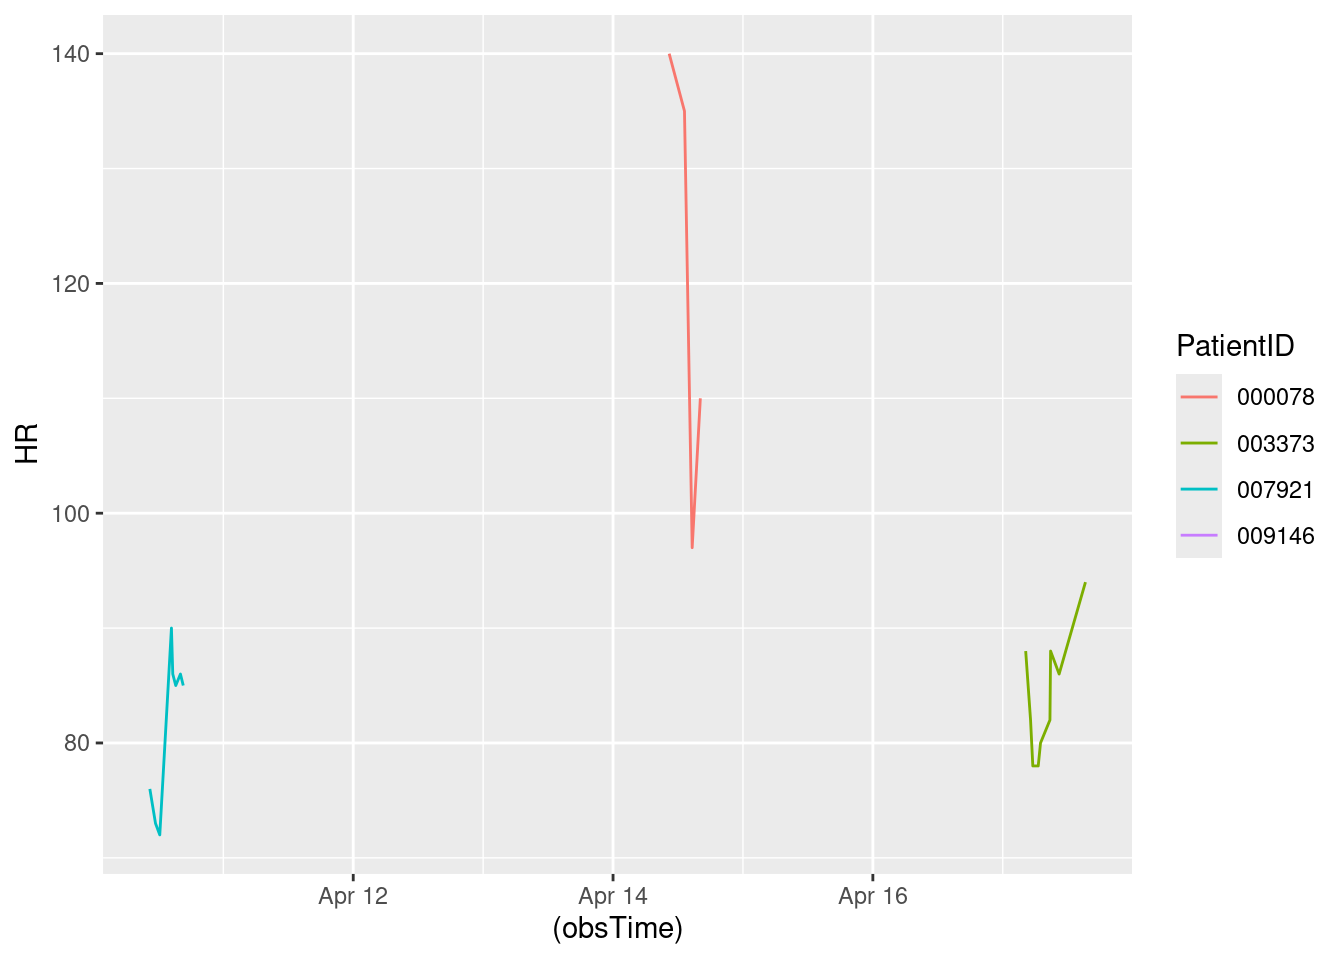 140
120
100
80
HR
Apr 12
Apr 14
Apr 16
(obsTime)
PatientID
000078
003373
007921
009146